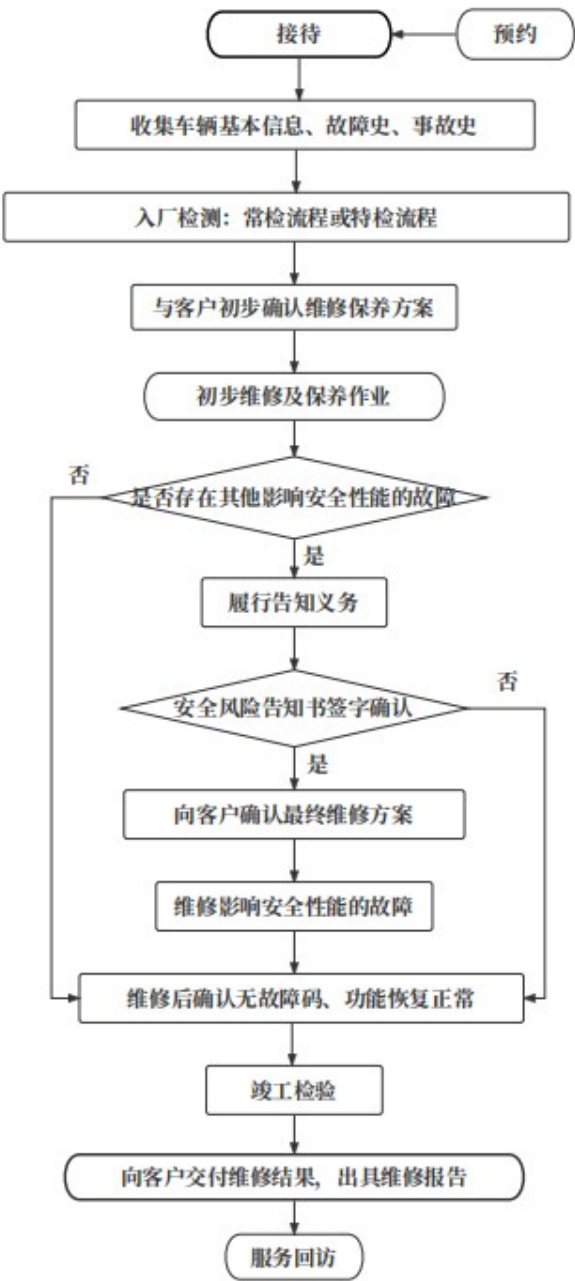 接待
预约
收集车辆基本信息、故障史、事故史
入厂检测：常检流程或特检流程
与客户初步确认维修保养方案
初步维修及保养作业
否
是否存在其他影响安全性能的故障
是
履行告知义务
否
安全风险告知书签字确认
是
向客户确认最终维修方案
维修影响安全性能的故障
维修后确认无故障码、功能恢复正常
竣工检验
向客户交付维修结果，出具维修报告
服务回访